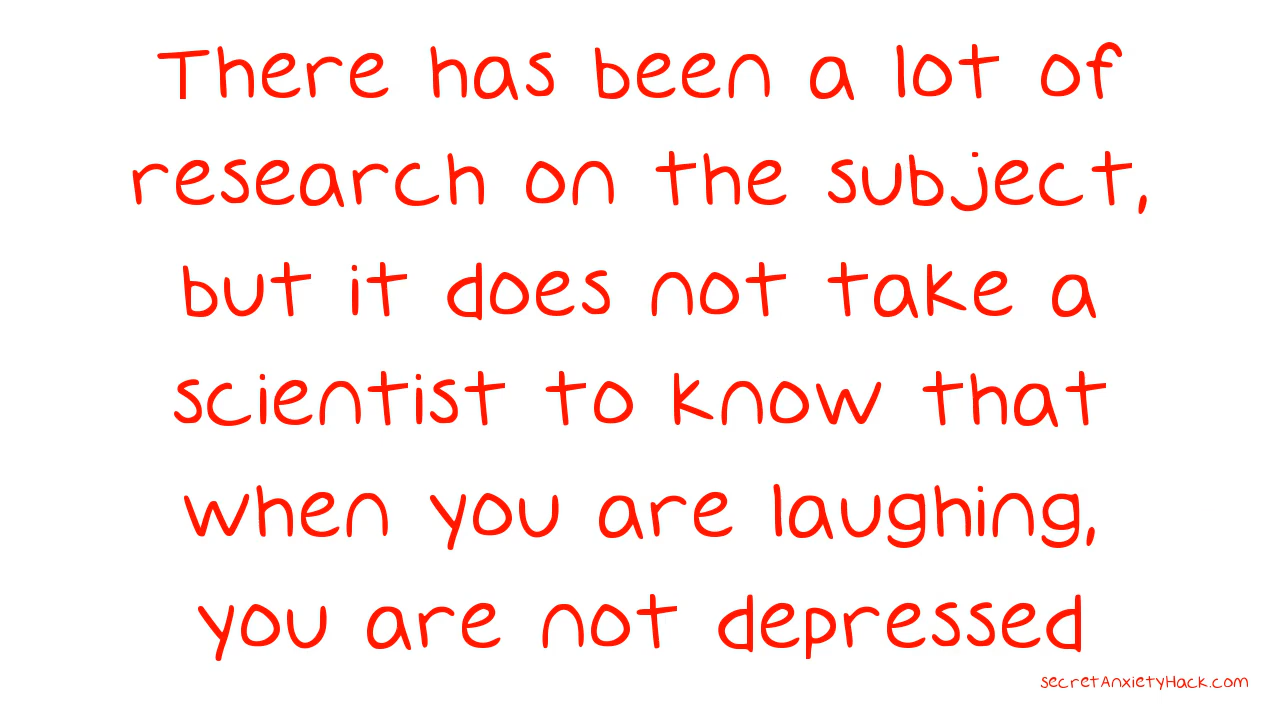 There has been a lot of
research on the subject,
but it does not take a
scientist to know that
when you are laughing,
you are not depressed
secretAnxietyHack.com